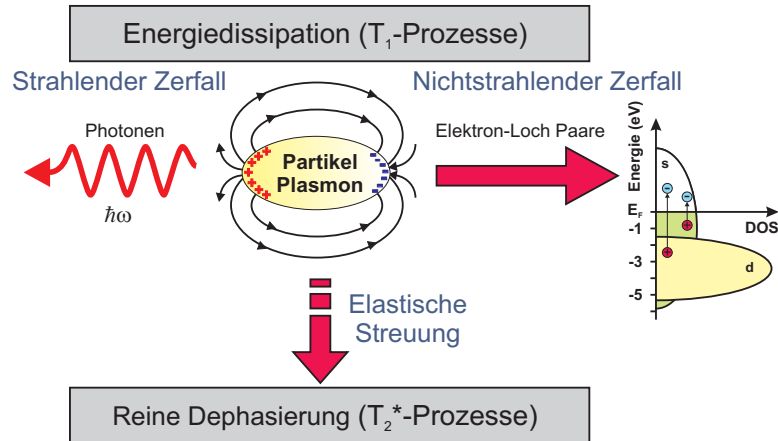 Energiedissipation (T₁-Prozesse)
Strahlender Zerfall
Nichtstrahlender Zerfall
Photonen
ħω
Partikel
Plasmon
Elektron-Loch Paare
Energie (eV)
s
E_F
-1
-3
-5
DOS
d
Elastische
Streuung
Reine Dephasierung (T₂*-Prozesse)